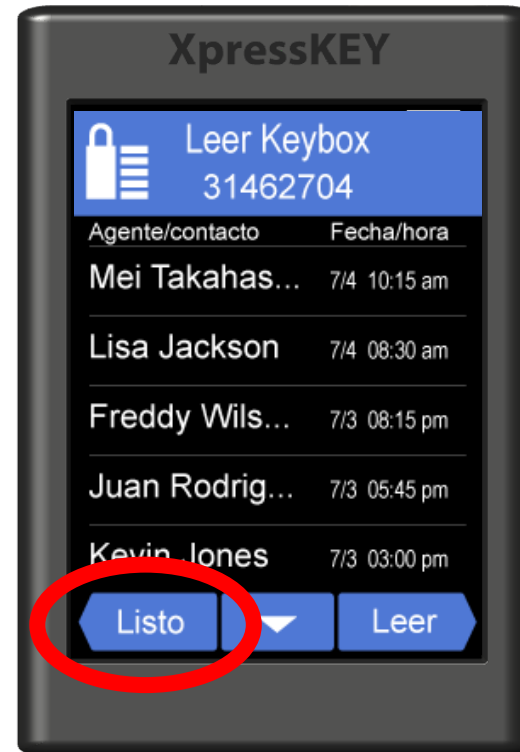 XpressKEY
Leer Keybox
31462704
Agente/contacto Fecha/hora
Mei Takahas... 7/4 10:15 am
Lisa Jackson 7/4 08:30 am
Freddy Wils... 7/3 08:15 pm
Juan Rodrig... 7/3 05:45 pm
Kevin Jones 7/3 03:00 pm
Listo Leer